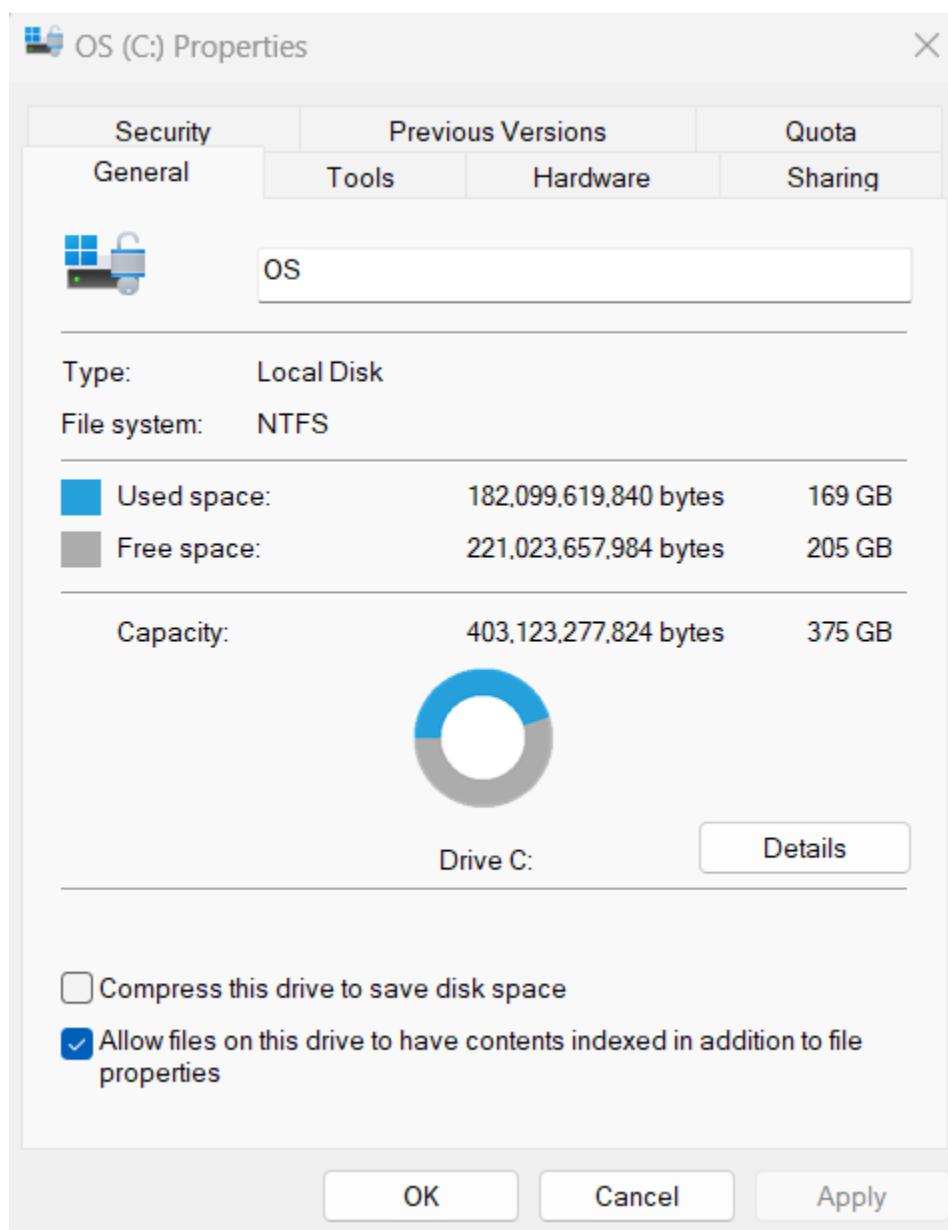 OS (C:) Properties
Security Previous Versions Quota
General Tools Hardware Sharing
OS
Type: Local Disk
File system: NTFS
Used space: 182,099,619,840 bytes 169 GB
Free space: 221,023,657,984 bytes 205 GB
Capacity: 403,123,277,824 bytes 375 GB
Drive C: Details
Compress this drive to save disk space
Allow files on this drive to have contents indexed in addition to file
properties
OK Cancel Apply